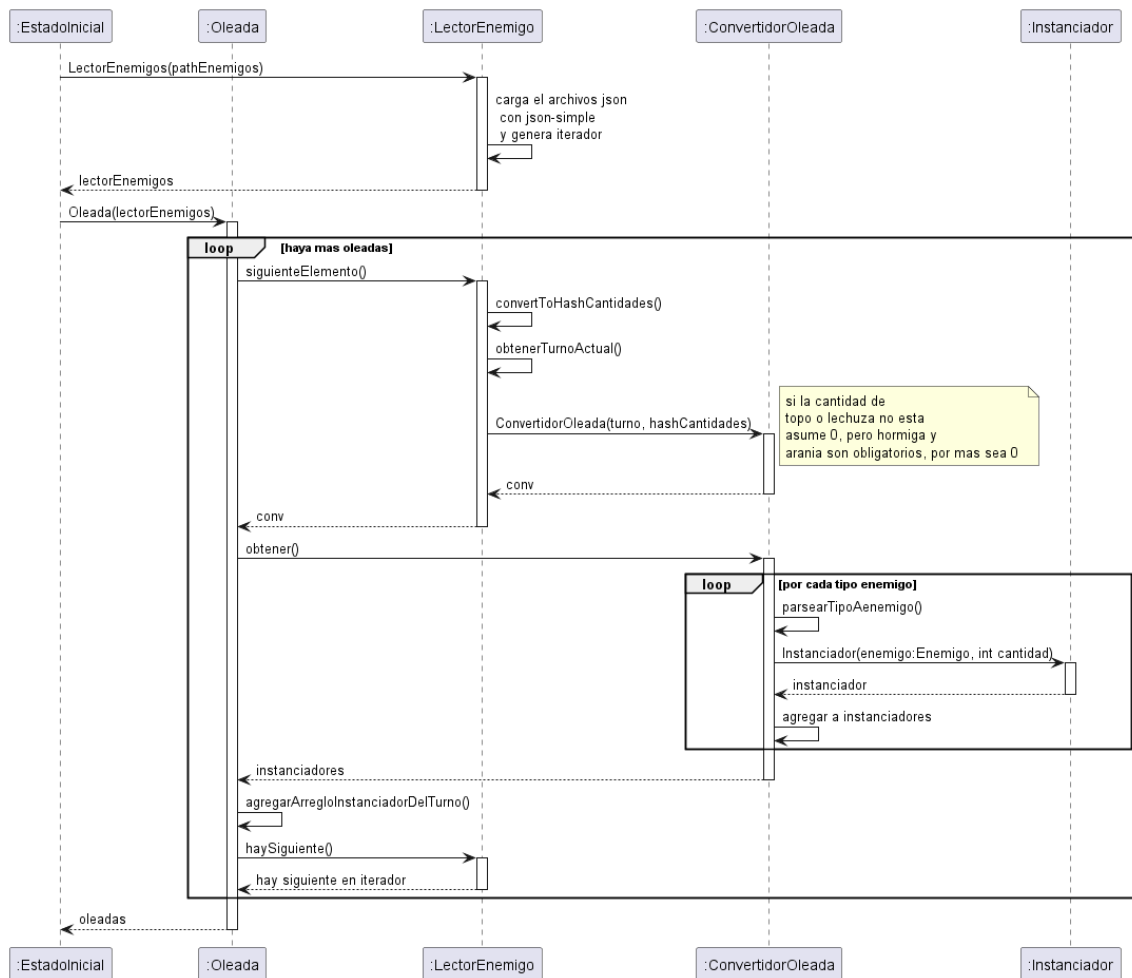 :EstadoInicial :Oleada :LectorEnemigo :ConvertidorOleada :Instanciador
LectorEnemigos(pathEnemigos)
carga el archivos json
con json-simple
y genera iterador
lectorEnemigos
Oleada(lectorEnemigos)
loop [haya mas oleadas]
siguienteElemento()
convertToHashCantidades()
obtenerTurnoActual()
si la cantidad de
topo o lechuza no esta
asume 0, pero hormiga y
arania son obligatorios, por mas sea 0
ConvertidorOleada(turno, hashCantidades)
conv
conv
obtener()
loop [por cada tipo enemigo]
parsearTipoAenemigo()
Instanciador(enemigo:Enemigo, int cantidad)
instanciador
agregar a instanciadores
instanciadores
agregarArregloInstanciadorDelTurno()
haySiguiente()
hay siguiente en iterador
oleadas
:EstadoInicial :Oleada :LectorEnemigo :ConvertidorOleada :Instanciador